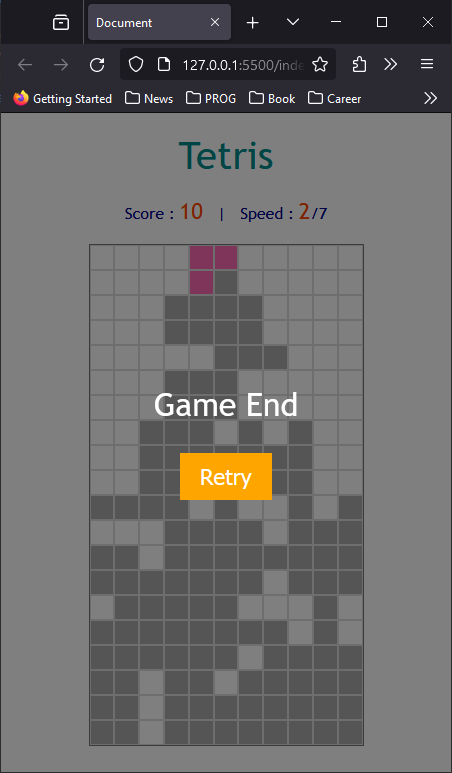 Document
127.0.0.1:5500/inde
Getting Started News PROG Book Career
Tetris
Score : 10 | Speed : 2/7
Game End
Retry